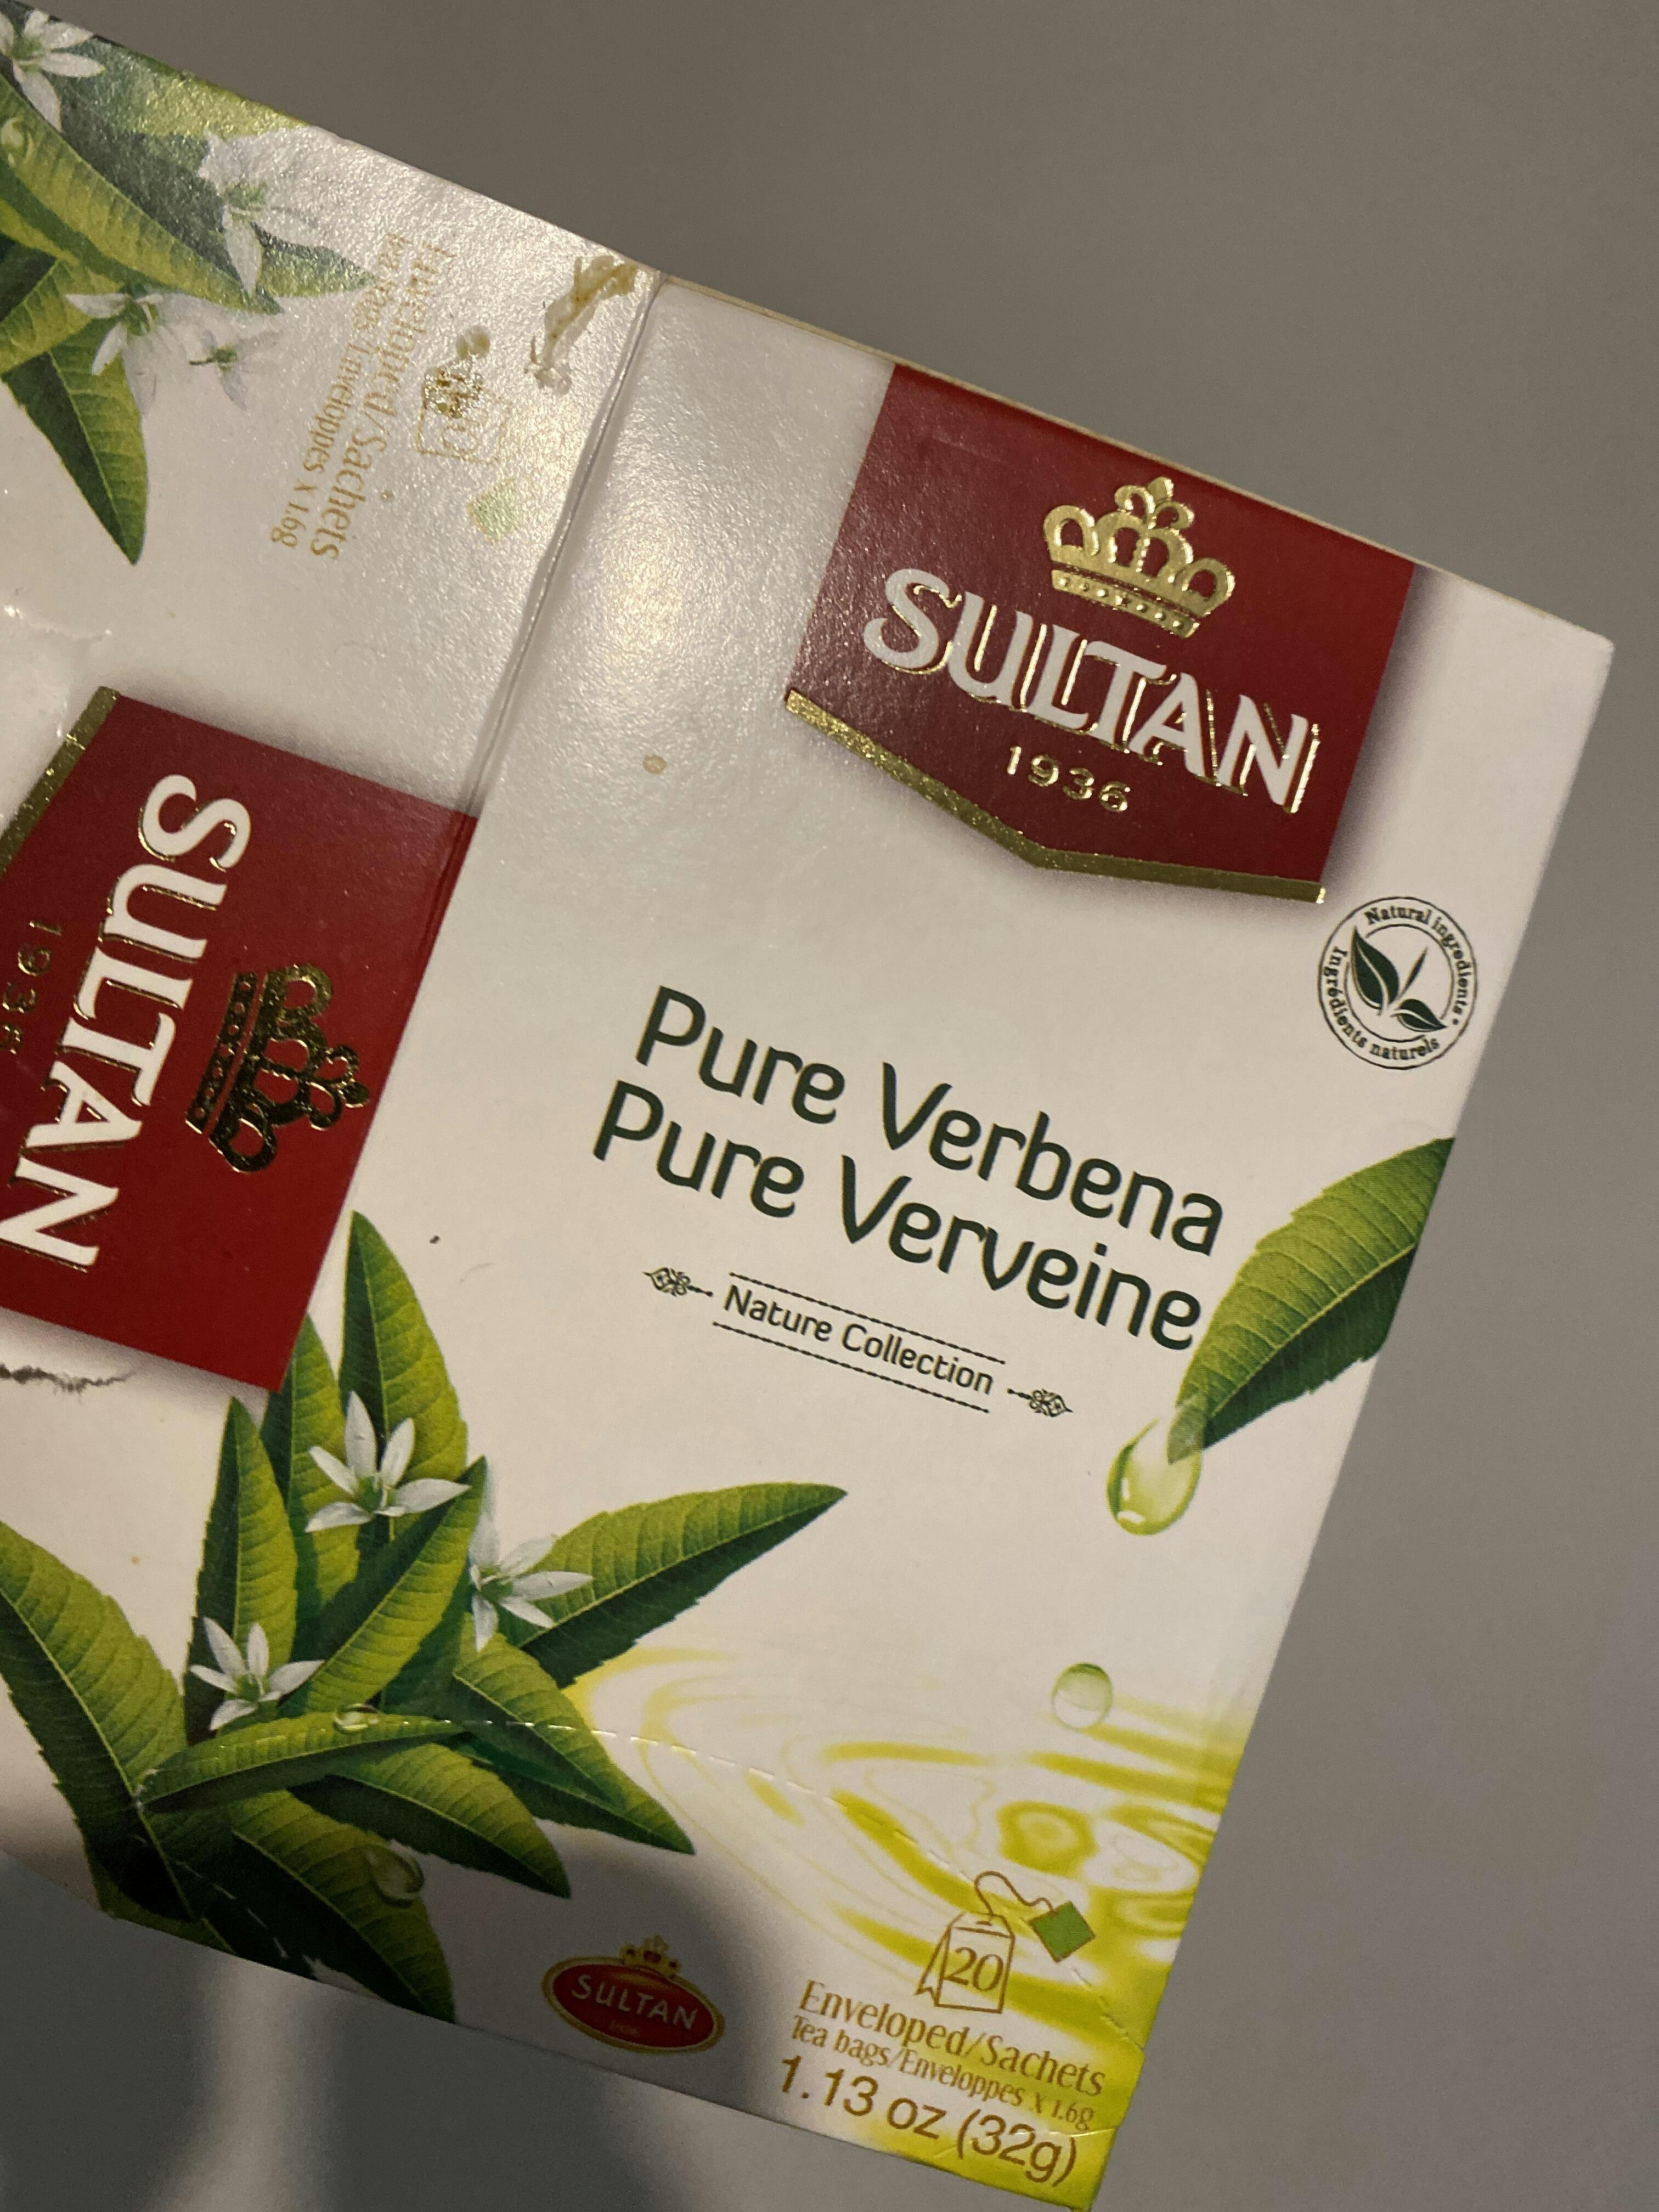 SULTAN
1936
Natural ingredients •
Ingrédients naturels
Pure Verbena
Pure Verveine
Nature Collection
20
Enveloped/Sachets
Tea bags/Enveloppes x 1.6g
1.13 oz (32g)
SULTAN
1936
Enveloped/Sachets
Tea bags/Enveloppes x 1.6g
SULTAN
1936